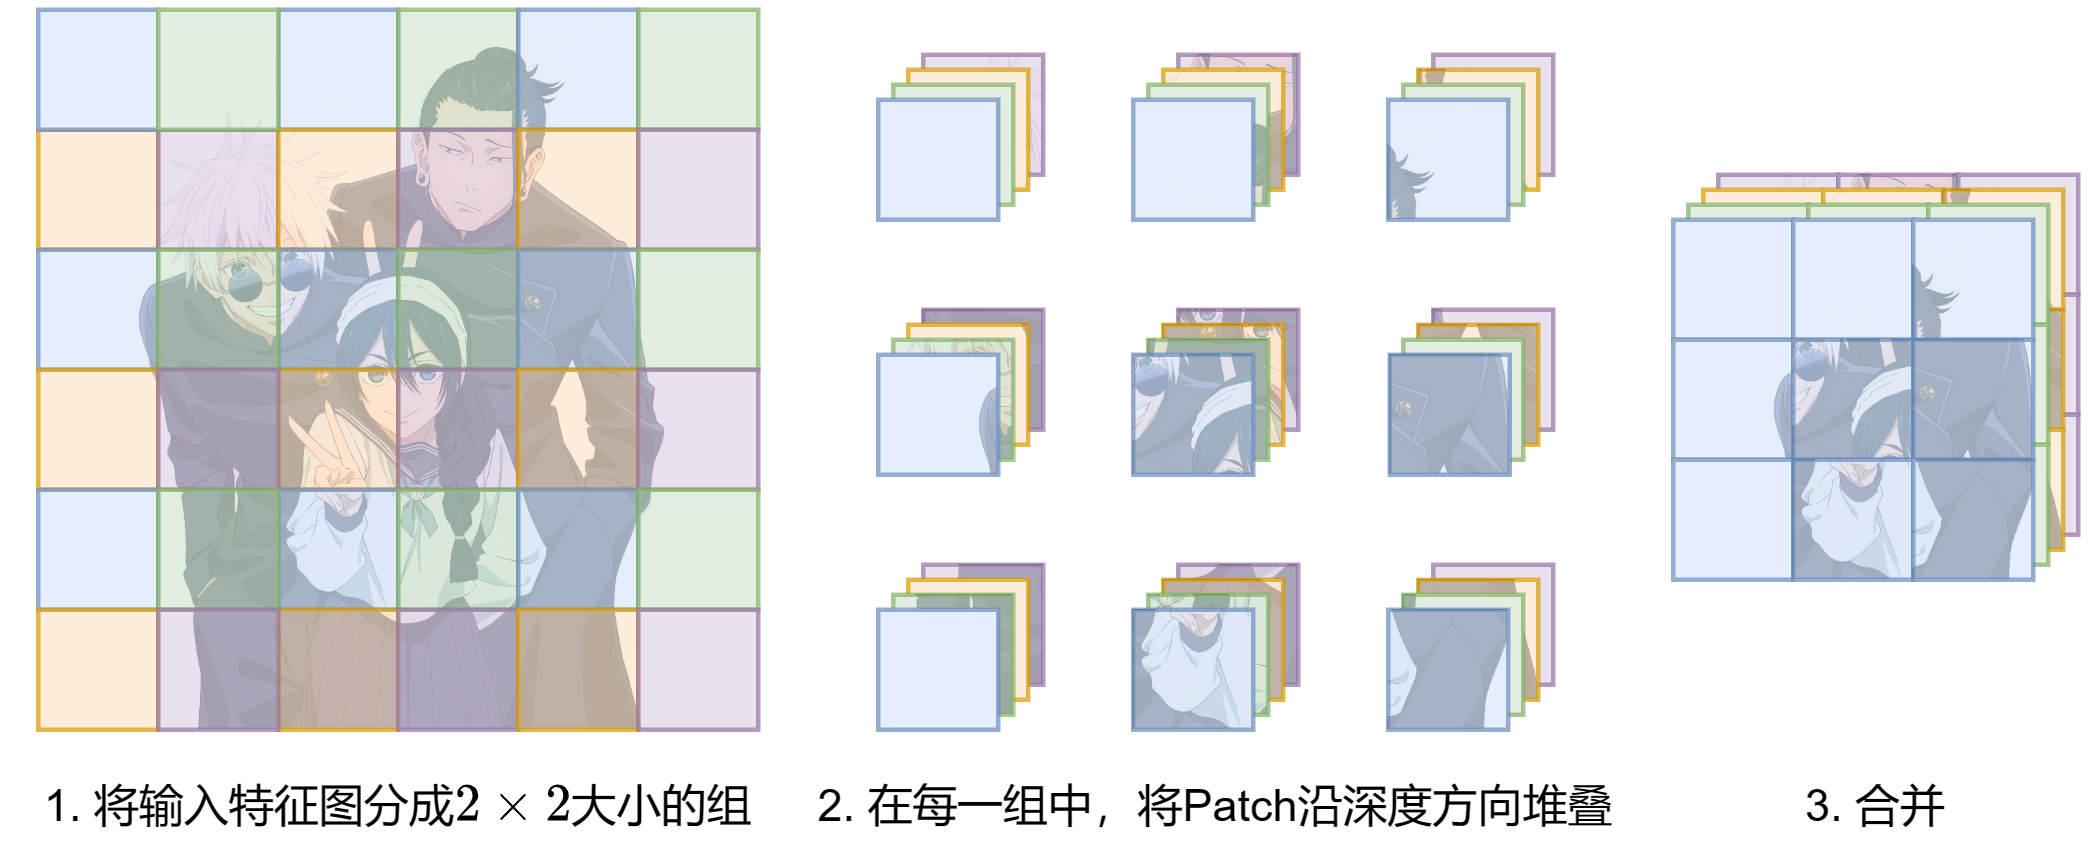 1. 将输入特征图分成2 × 2大小的组
2. 在每一组中，将Patch沿深度方向堆叠
3. 合并